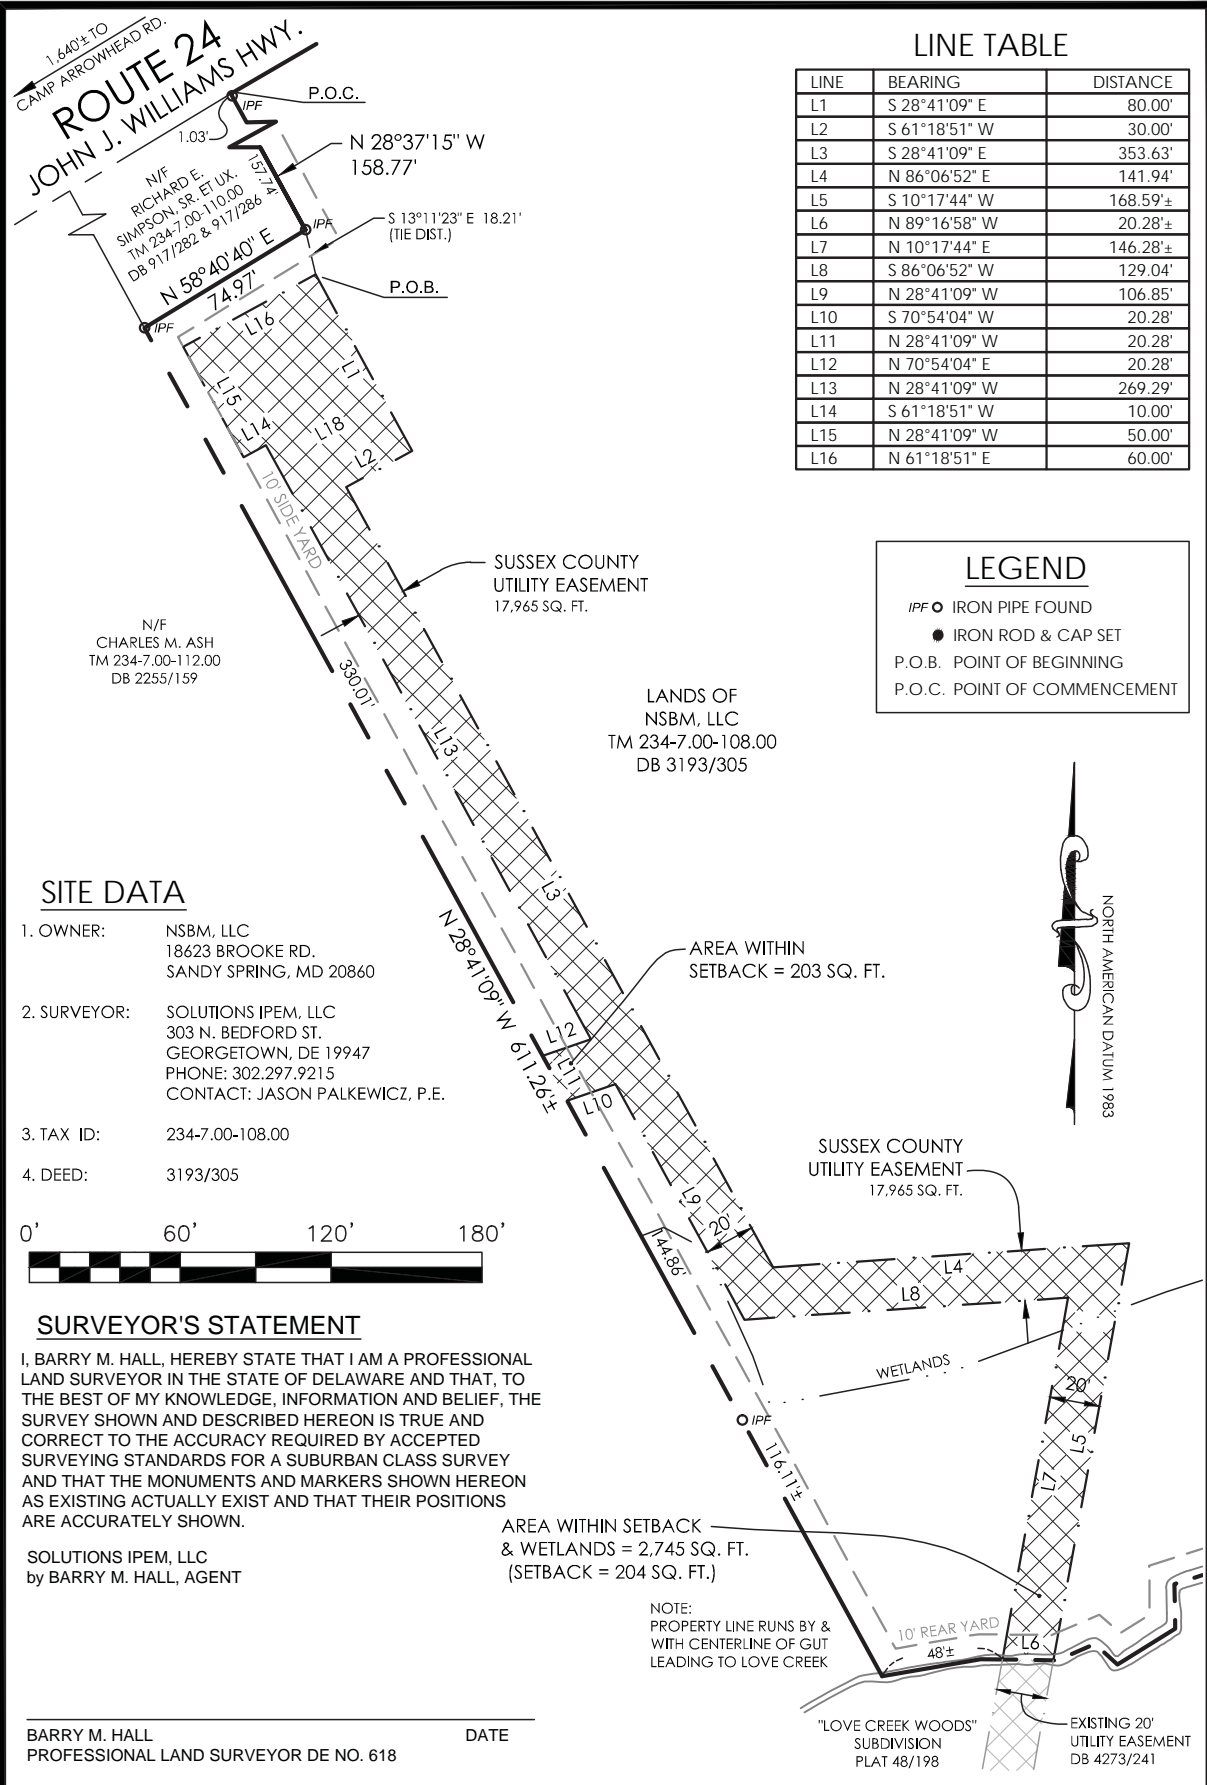 1,640'± TO
CAMP ARROWHEAD RD.
ROUTE 24
JOHN J. WILLIAMS HWY.
P.O.C.
IPF
1.03'
N 28°37'15" W
158.77'
157.74'
N/F
RICHARD E.
SIMPSON, SR. ET UX.
TM 234-7.00-110.00
DB 917/282 & 917/286
IPF
S 13°11'23" E 18.21'
(TIE DIST.)
N 58°40'40" E
74.97'
P.O.B.
IPF
L16
L1
L15
L14
L18
L2
10' SIDE YARD
SUSSEX COUNTY
UTILITY EASEMENT
17,965 SQ. FT.
N/F
CHARLES M. ASH
TM 234-7.00-112.00
DB 2255/159
330.01'
L13
LANDS OF
NSBM, LLC
TM 234-7.00-108.00
DB 3193/305
L3
N 28°41'09" W 611.26'±
AREA WITHIN
SETBACK = 203 SQ. FT.
L12
L11
L10
L9
20'
144.86'
SUSSEX COUNTY
UTILITY EASEMENT
17,965 SQ. FT.
L4
L8
WETLANDS
20'
L5
L7
IPF
116.11'±
AREA WITHIN SETBACK
& WETLANDS = 2,745 SQ. FT.
(SETBACK = 204 SQ. FT.)
NOTE:
PROPERTY LINE RUNS BY &
WITH CENTERLINE OF GUT
LEADING TO LOVE CREEK
10' REAR YARD
48'±
L6
"LOVE CREEK WOODS"
SUBDIVISION
PLAT 48/198
EXISTING 20'
UTILITY EASEMENT
DB 4273/241
LINE TABLE
LINE BEARING DISTANCE
L1 S 28°41'09" E 80.00'
L2 S 61°18'51" W 30.00'
L3 S 28°41'09" E 353.63'
L4 N 86°06'52" E 141.94'
L5 S 10°17'44" W 168.59'±
L6 N 89°16'58" W 20.28'±
L7 N 10°17'44" E 146.28'±
L8 S 86°06'52" W 129.04'
L9 N 28°41'09" W 106.85'
L10 S 70°54'04" W 20.28'
L11 N 28°41'09" W 20.28'
L12 N 70°54'04" E 20.28'
L13 N 28°41'09" W 269.29'
L14 S 61°18'51" W 10.00'
L15 N 28°41'09" W 50.00'
L16 N 61°18'51" E 60.00'
LEGEND
IPF IRON PIPE FOUND
IRON ROD & CAP SET
P.O.B. POINT OF BEGINNING
P.O.C. POINT OF COMMENCEMENT
NORTH AMERICAN DATUM 1983
SITE DATA
1. OWNER: NSBM, LLC
18623 BROOKE RD.
SANDY SPRING, MD 20860
2. SURVEYOR: SOLUTIONS IPEM, LLC
303 N. BEDFORD ST.
GEORGETOWN, DE 19947
PHONE: 302.297.9215
CONTACT: JASON PALKEWICZ, P.E.
3. TAX ID: 234-7.00-108.00
4. DEED: 3193/305
0' 60' 120' 180'
SURVEYOR'S STATEMENT
I, BARRY M. HALL, HEREBY STATE THAT I AM A PROFESSIONAL
LAND SURVEYOR IN THE STATE OF DELAWARE AND THAT, TO
THE BEST OF MY KNOWLEDGE, INFORMATION AND BELIEF, THE
SURVEY SHOWN AND DESCRIBED HEREON IS TRUE AND
CORRECT TO THE ACCURACY REQUIRED BY ACCEPTED
SURVEYING STANDARDS FOR A SUBURBAN CLASS SURVEY
AND THAT THE MONUMENTS AND MARKERS SHOWN HEREON
AS EXISTING ACTUALLY EXIST AND THAT THEIR POSITIONS
ARE ACCURATELY SHOWN.
SOLUTIONS IPEM, LLC
by BARRY M. HALL, AGENT
BARRY M. HALL DATE
PROFESSIONAL LAND SURVEYOR DE NO. 618